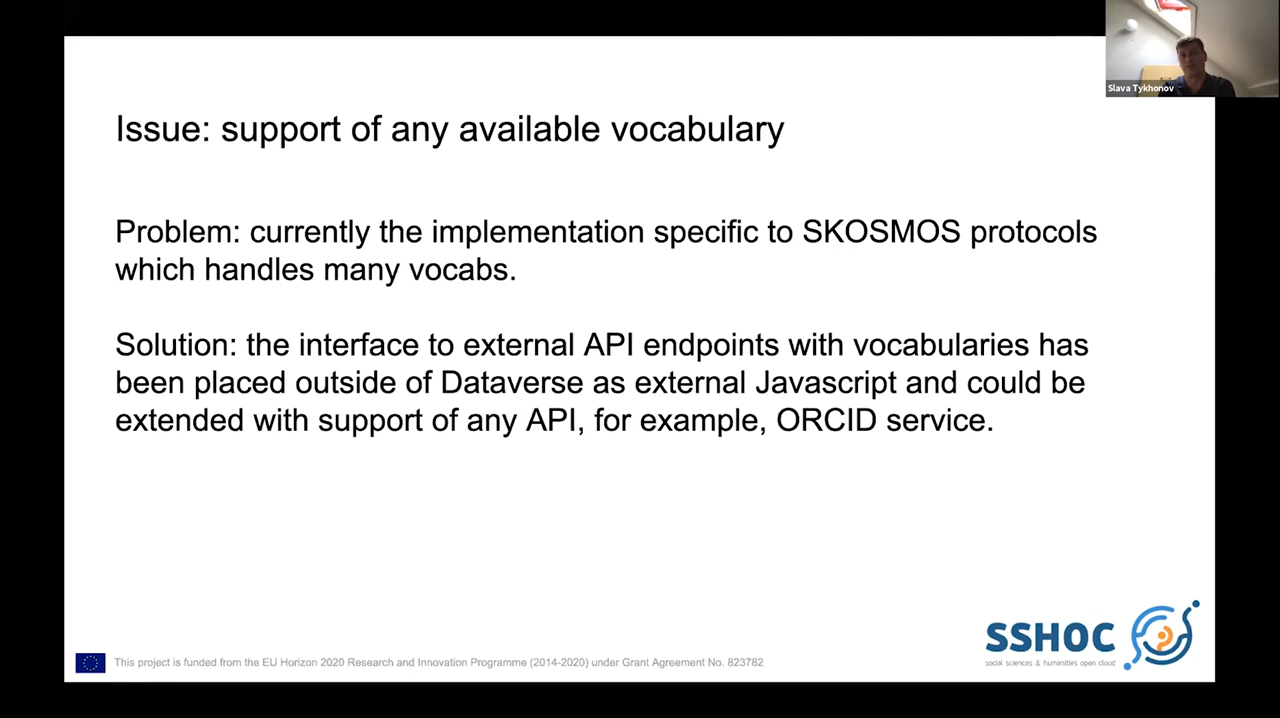 Slava Tykhonov
Issue: support of any available vocabulary
Problem: currently the implementation specific to SKOSMOS protocols
which handles many vocabs.
Solution: the interface to external API endpoints with vocabularies has
been placed outside of Dataverse as external Javascript and could be
extended with support of any API, for example, ORCID service.
SSHOC
social sciences & humanities open cloud
This project is funded from the EU Horizon 2020 Research and Innovation Programme (2014-2020) under Grant Agreement No. 823782